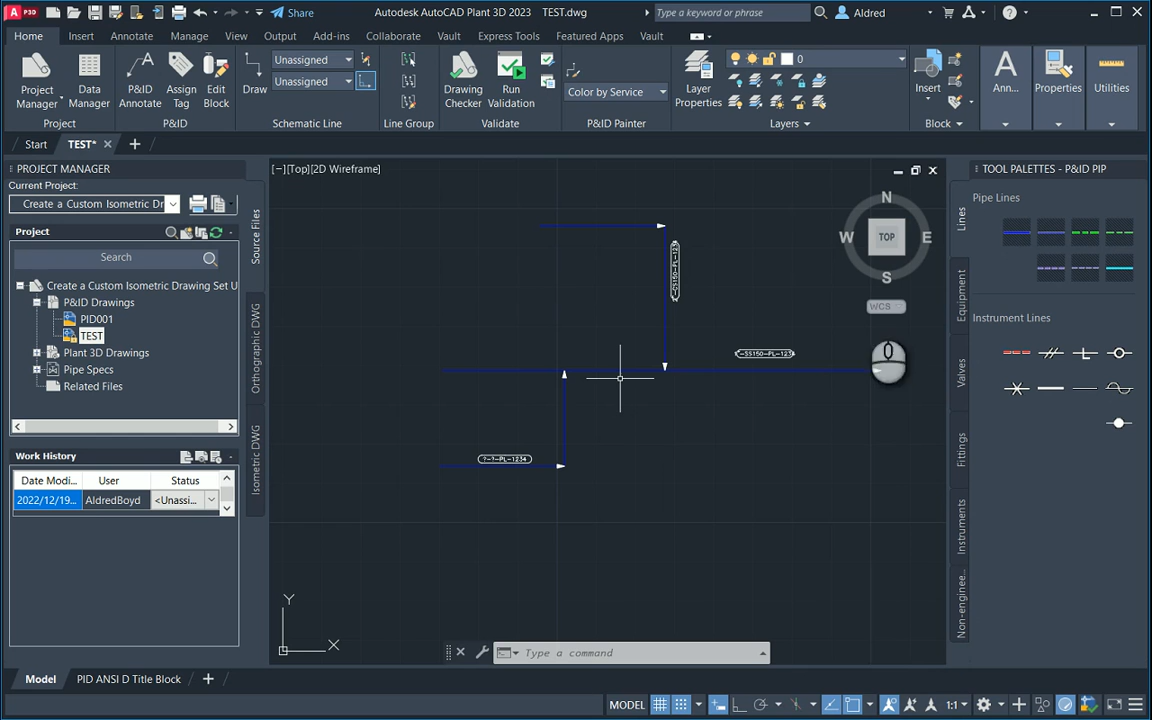 A P3D Share Autodesk AutoCAD Plant 3D 2023 TEST.dwg Type a keyword or phrase Aldred
Home Insert Annotate Manage View Output Add-ins Collaborate Vault Express Tools Featured Apps Vault
Project Manager
Data Manager
P&ID Annotate
Assign Tag
Edit Block
Draw
Unassigned
Unassigned
Drawing Checker
Run Validation
Color by Service
Layer Properties
0
Insert
Ann...
Properties
Utilities
Project P&ID Schematic Line Line Group Validate P&ID Painter Layers Block
Start TEST*
PROJECT MANAGER
Current Project:
Create a Custom Isometric Dr
Project
Search
Create a Custom Isometric Drawing Set U
P&ID Drawings
PID001
TEST
Plant 3D Drawings
Pipe Specs
Related Files
Work History
Date Modi... User Status
2022/12/19... AldredBoyd <Unassi...
Source Files
Orthographic DWG
Isometric DWG
[−][Top][2D Wireframe]
N
W TOP E
S
WCS
?-?-PL-1234
0
Y
X
Type a command
TOOL PALETTES - P&ID PIP
Pipe Lines
Instrument Lines
Lines
Equipment
Valves
Fittings
Instruments
Non-enginee...
Model PID ANSI D Title Block
MODEL 1:1